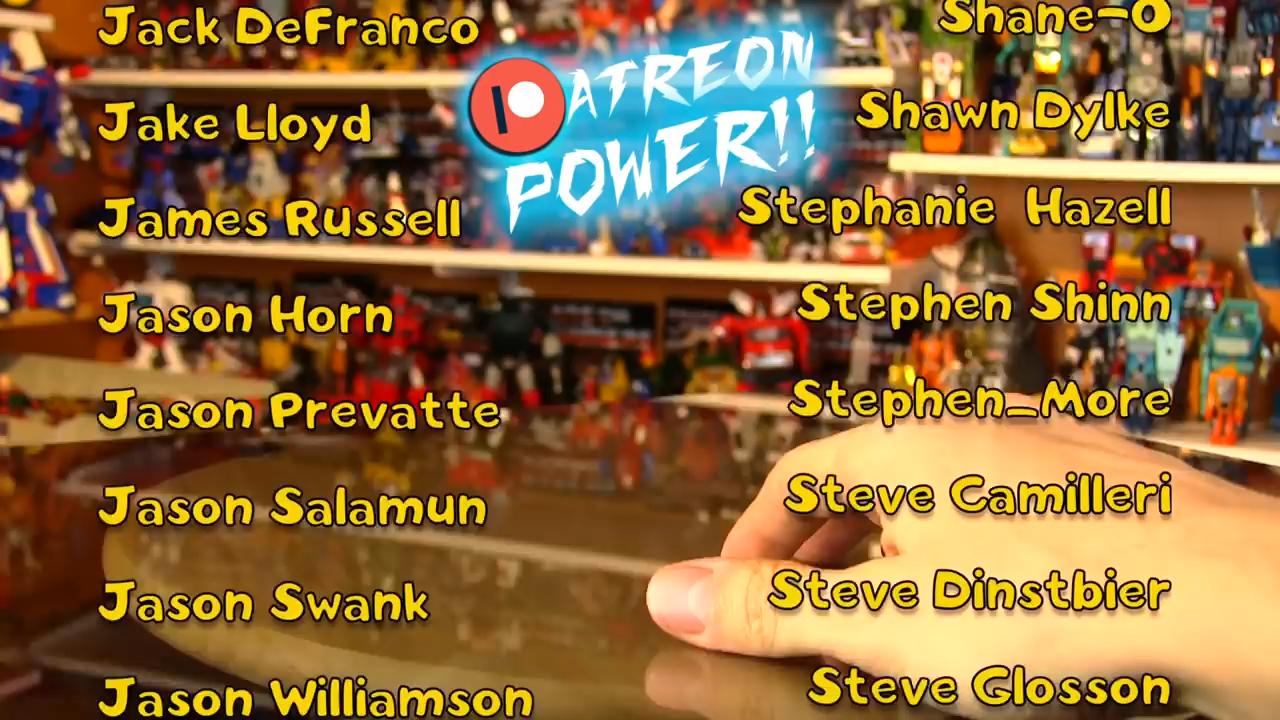 Jack DeFranco
Jake Lloyd
James Russell
Jason Horn
Jason Prevatte
Jason Salamun
Jason Swank
Jason Williamson
PATREON
POWER!!
Shane-O
Shawn Dylke
Stephanie Hazell
Stephen Shinn
Stephen_More
Steve Camilleri
Steve Dinstbier
Steve Glosson